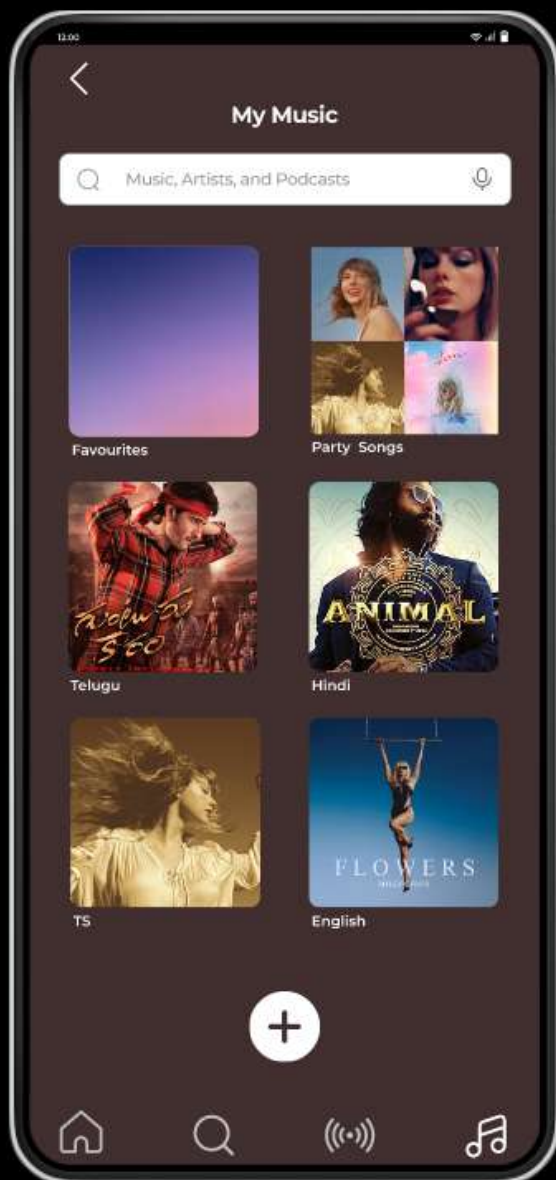 12:00
My Music
Music, Artists, and Podcasts
Favourites
Party Songs
గుంటూరు
కారం
ANIMAL
Telugu
Hindi
FLOWERS
TS
English